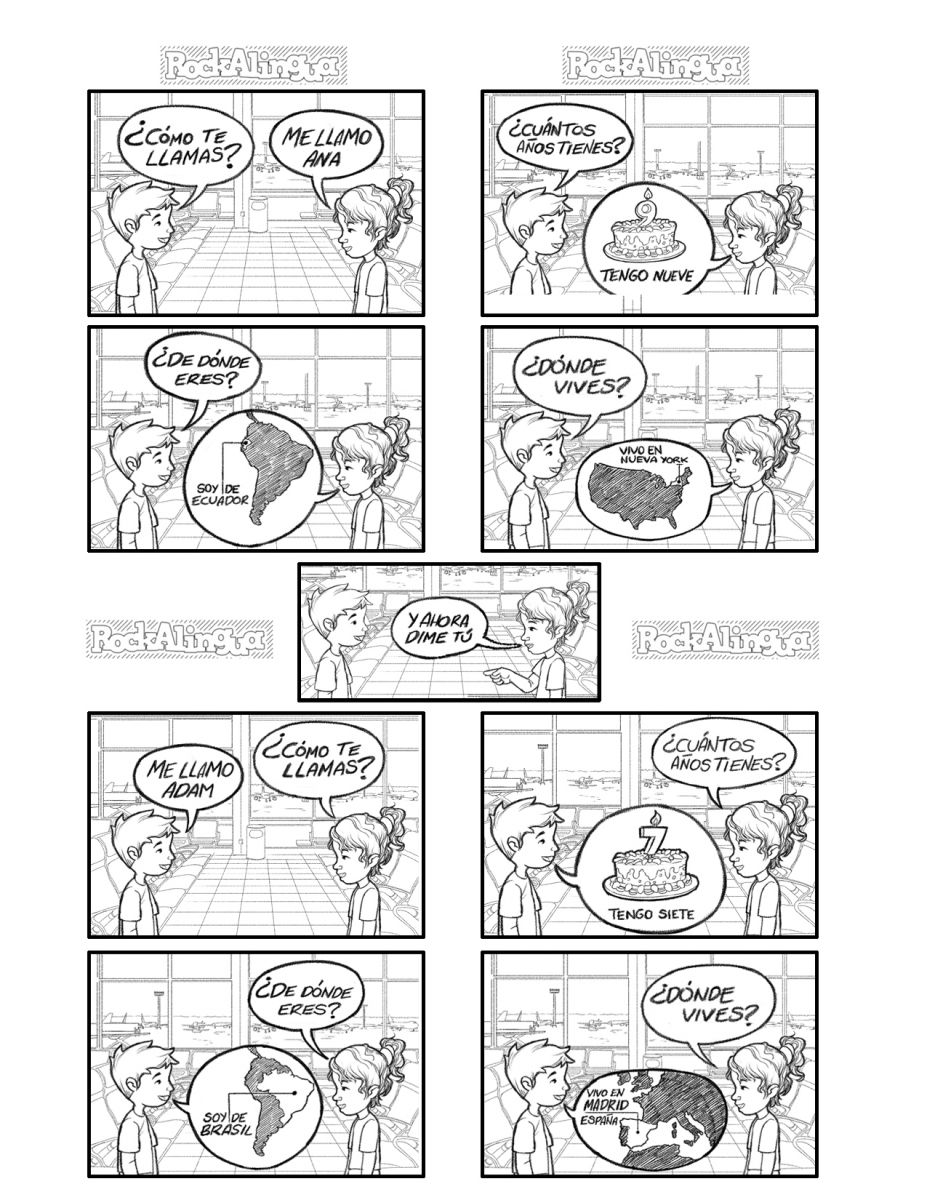 RockALingua
RockALingua
¿CÓMO TE
LLAMAS?
ME LLAMO
ANA
¿CUÁNTOS
AÑOS TIENES?
9
TENGO NUEVE
¿DE DÓNDE
ERES?
SOY DE
ECUADOR
¿DÓNDE
VIVES?
VIVO EN
NUEVA YORK
Y AHORA
DIME TÚ
RockALingua
RockALingua
ME LLAMO
ADAM
¿CÓMO TE
LLAMAS?
¿CUÁNTOS
AÑOS TIENES?
7
TENGO SIETE
¿DE DÓNDE
ERES?
SOY DE
BRASIL
¿DÓNDE
VIVES?
VIVO EN
MADRID
ESPAÑA